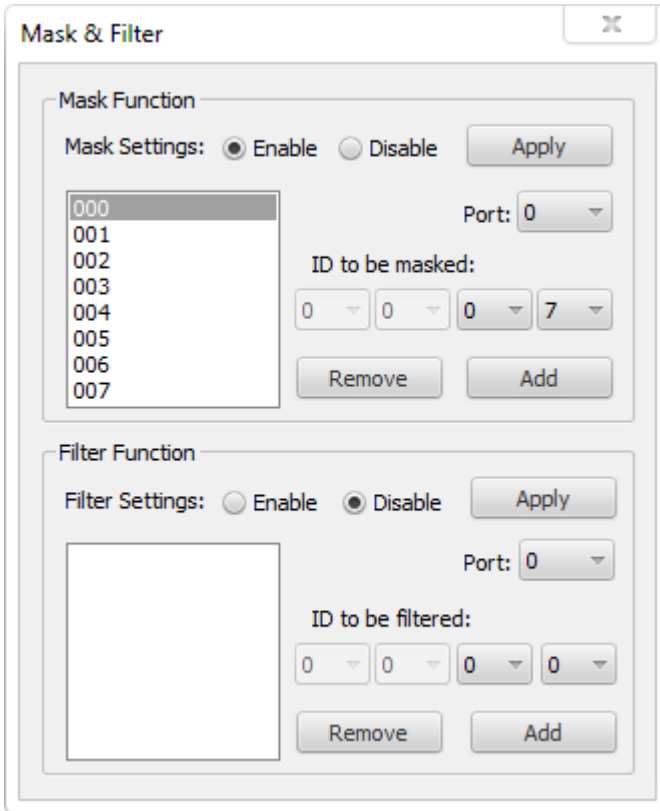 Mask & Filter
Mask Function
Mask Settings: Enable Disable Apply
000
001
002
003
004
005
006
007
Port: 0
ID to be masked:
0 0 0 7
Remove Add
Filter Function
Filter Settings: Enable Disable Apply
Port: 0
ID to be filtered:
0 0 0 0
Remove Add